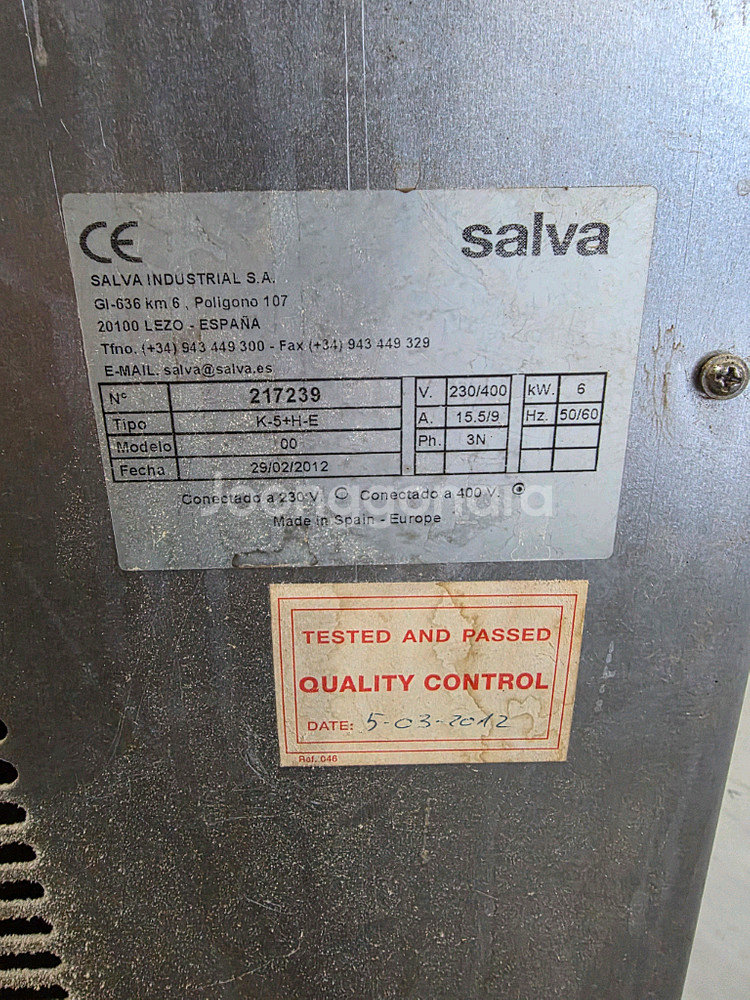 CE salva
SALVA INDUSTRIAL S.A.
GI-636 km 6 , Poligono 107
20100 LEZO - ESPAÑA
Tfno. (+34) 943 449 300 - Fax (+34) 943 449 329
E-MAIL: salva@salva.es
Nº 217239 V. 230/400 kW. 6
Tipo K-5+H-E A. 15.5/9 Hz. 50/60
Modelo 00 Ph. 3N
Fecha 29/02/2012
Conectado a 230 V. Conectado a 400 V.
Joonggonara
Made in Spain - Europe
TESTED AND PASSED
QUALITY CONTROL
DATE: 5-03-2012
Raf. 046